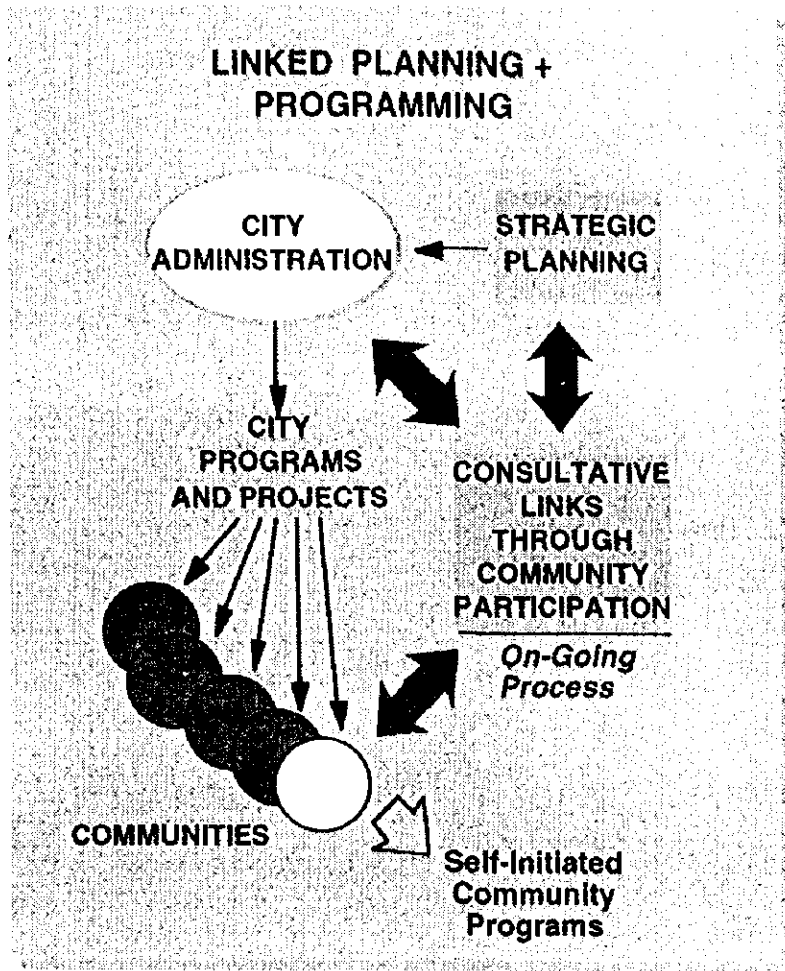 LINKED PLANNING +
PROGRAMMING
CITY
ADMINISTRATION
STRATEGIC
PLANNING
CITY
PROGRAMS
AND PROJECTS
CONSULTATIVE
LINKS
THROUGH
COMMUNITY
PARTICIPATION
On-Going
Process
COMMUNITIES
Self-Initiated
Community
Programs